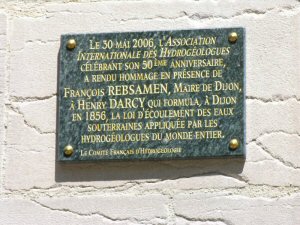 LE 30 MAI 2006, L'ASSOCIATION
INTERNATIONALE DES HYDROGÉOLOGUES
CÉLÉBRANT SON 50ÈME ANNIVERSAIRE,
A RENDU HOMMAGE EN PRÉSENCE DE
FRANÇOIS REBSAMEN, MAIRE DE DIJON,
À HENRY DARCY QUI FORMULA, À DIJON
EN 1856, LA LOI D'ÉCOULEMENT DES EAUX
SOUTERRAINES APPLIQUÉE PAR LES
HYDROGÉOLOGUES DU MONDE ENTIER.
LE COMITÉ FRANÇAIS D'HYDROGÉOLOGIE